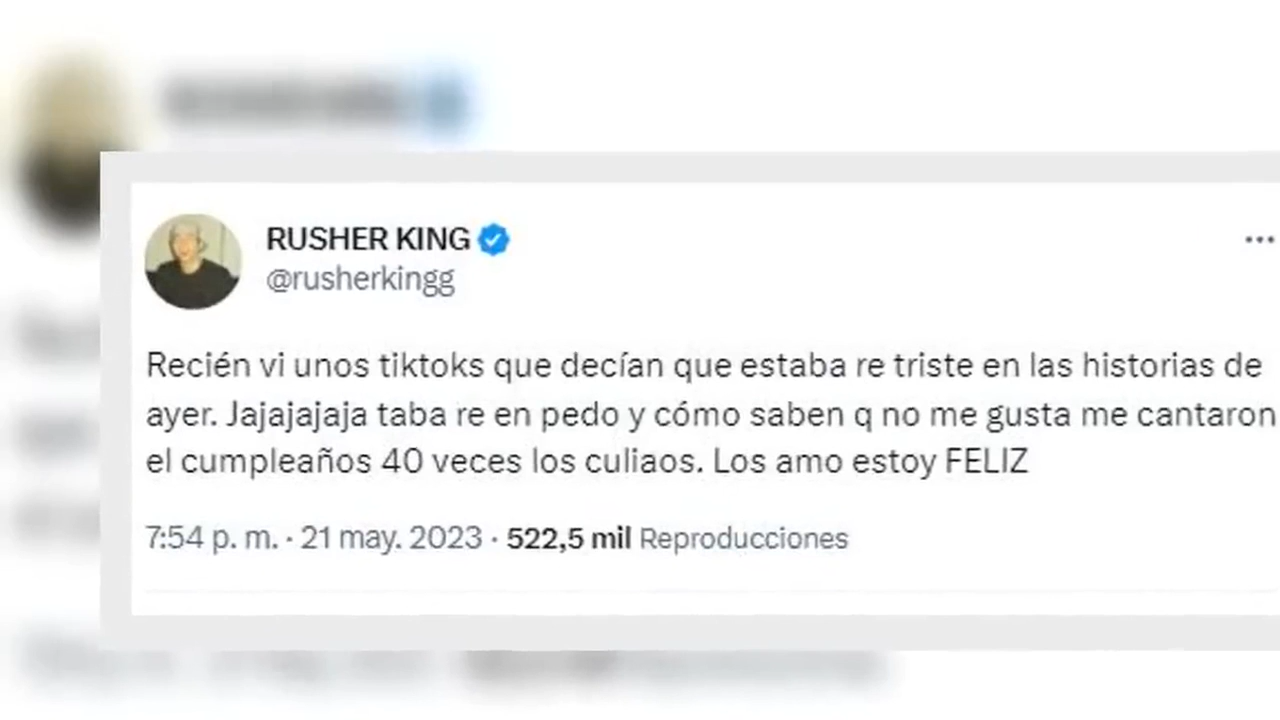 RUSHER KING
@rusherkingg
Recién vi unos tiktoks que decían que estaba re triste en las historias de
ayer. Jajajajaja taba re en pedo y cómo saben q no me gusta me cantaron
el cumpleaños 40 veces los culiaos. Los amo estoy FELIZ
7:54 p. m. · 21 may. 2023 · 522,5 mil Reproducciones